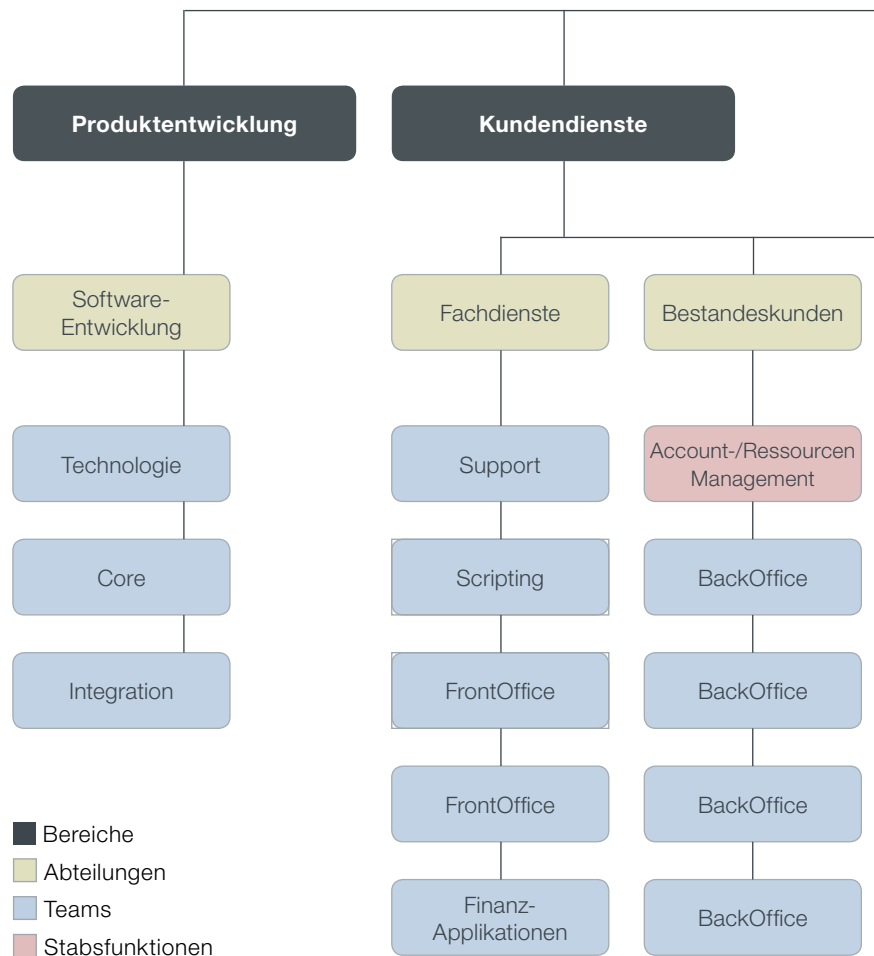 Produktentwicklung
Kundendienste
Software-
Entwicklung
Fachdienste
Bestandeskunden
Technologie
Support
Account-/Ressourcen
Management
Core
Scripting
BackOffice
Integration
FrontOffice
BackOffice
FrontOffice
BackOffice
Finanz-
Applikationen
BackOffice
Bereiche
Abteilungen
Teams
Stabsfunktionen